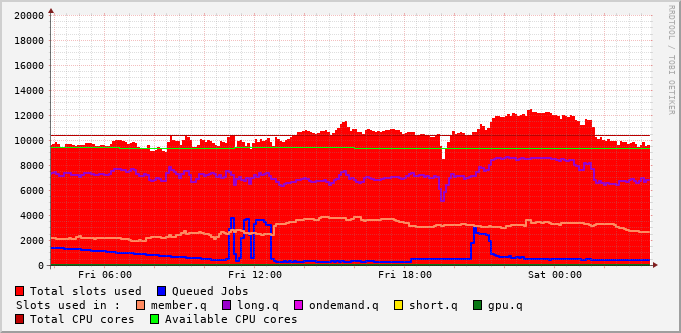 20000
18000
16000
14000
12000
10000
8000
6000
4000
2000
0
Fri 06:00 Fri 12:00 Fri 18:00 Sat 00:00
RRDTOOL / TOBI OETIKER
Total slots used Queued Jobs
Slots used in : member.q long.q ondemand.q short.q gpu.q
Total CPU cores Available CPU cores